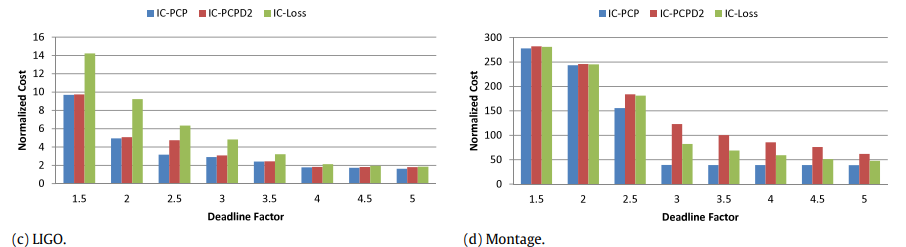 IC-PCP IC-PCPD2 IC-Loss
Normalized Cost
16
14
12
10
8
6
4
2
0
1.5 2 2.5 3 3.5 4 4.5 5
Deadline Factor
(c) LIGO.
IC-PCP IC-PCPD2 IC-Loss
Normalized Cost
300
250
200
150
100
50
0
1.5 2 2.5 3 3.5 4 4.5 5
Deadline Factor
(d) Montage.